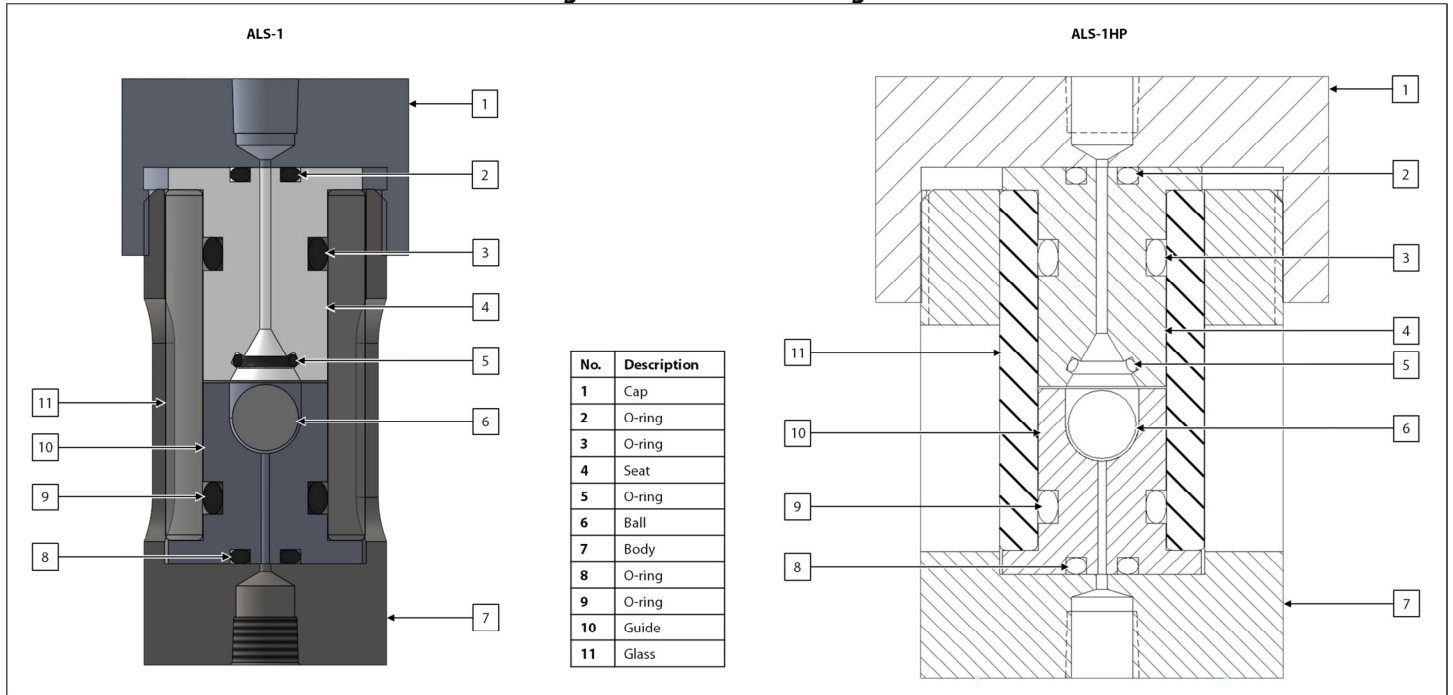 ALS-1
ALS-1HP
1
2
3
4
5
6
7
8
9
10
11
No. Description
1 Cap
2 O-ring
3 O-ring
4 Seat
5 O-ring
6 Ball
7 Body
8 O-ring
9 O-ring
10 Guide
11 Glass
1
2
3
4
5
6
7
8
9
10
11